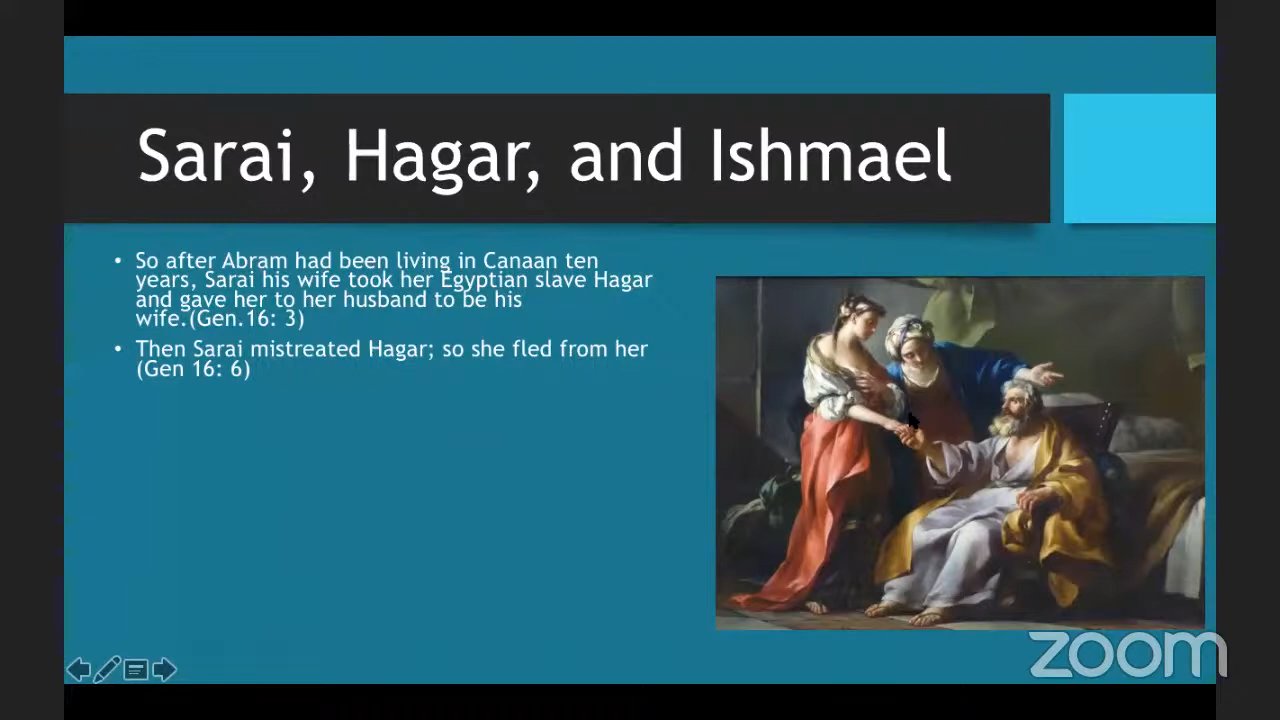 Sarai, Hagar, and Ishmael
• So after Abram had been living in Canaan ten
years, Sarai his wife took her Egyptian slave Hagar
and gave her to her husband to be his
wife.(Gen.16: 3)
• Then Sarai mistreated Hagar; so she fled from her
(Gen 16: 6)
zoom